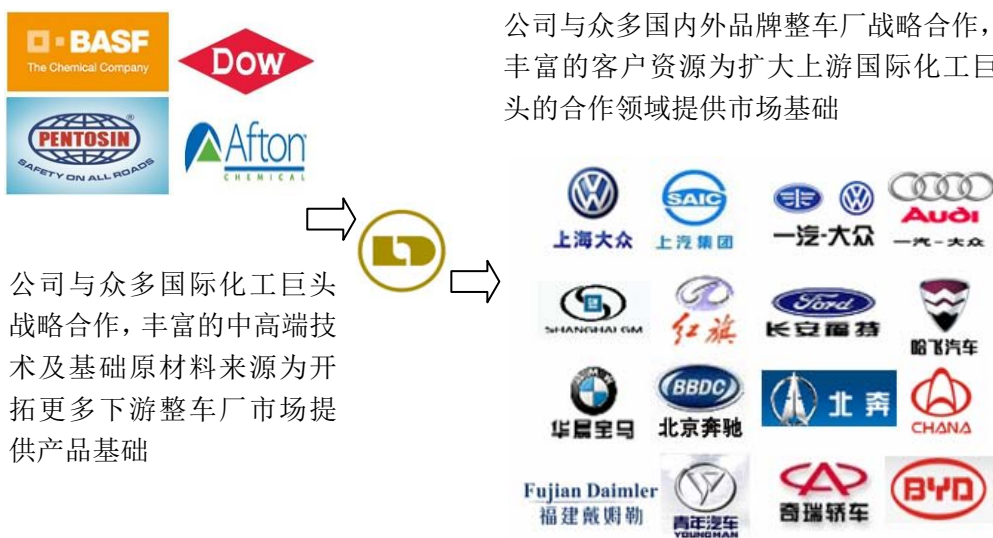 BASF
The Chemical Company
DOW
PENTOSIN
®
SAFETY ON ALL ROADS
Afton
CHEMICAL
公司与众多国际化工巨头
战略合作，丰富的中高端技
术及基础原材料来源为开
拓更多下游整车厂市场提
供产品基础
公司与众多国内外品牌整车厂战略合作，
丰富的客户资源为扩大上游国际化工巨
头的合作领域提供市场基础
上海大众
SAIC
上汽集团
一汽-大众
Audi
一汽-大众
GM
SHANGHAI GM
红旗
Ford
长安福特
哈飞汽车
BMW
华晨宝马
BBDC
北京奔驰
北奔
CHANA
Fujian Daimler
福建戴姆勒
青年汽车
YOUNGMAN
奇瑞轿车
BYD